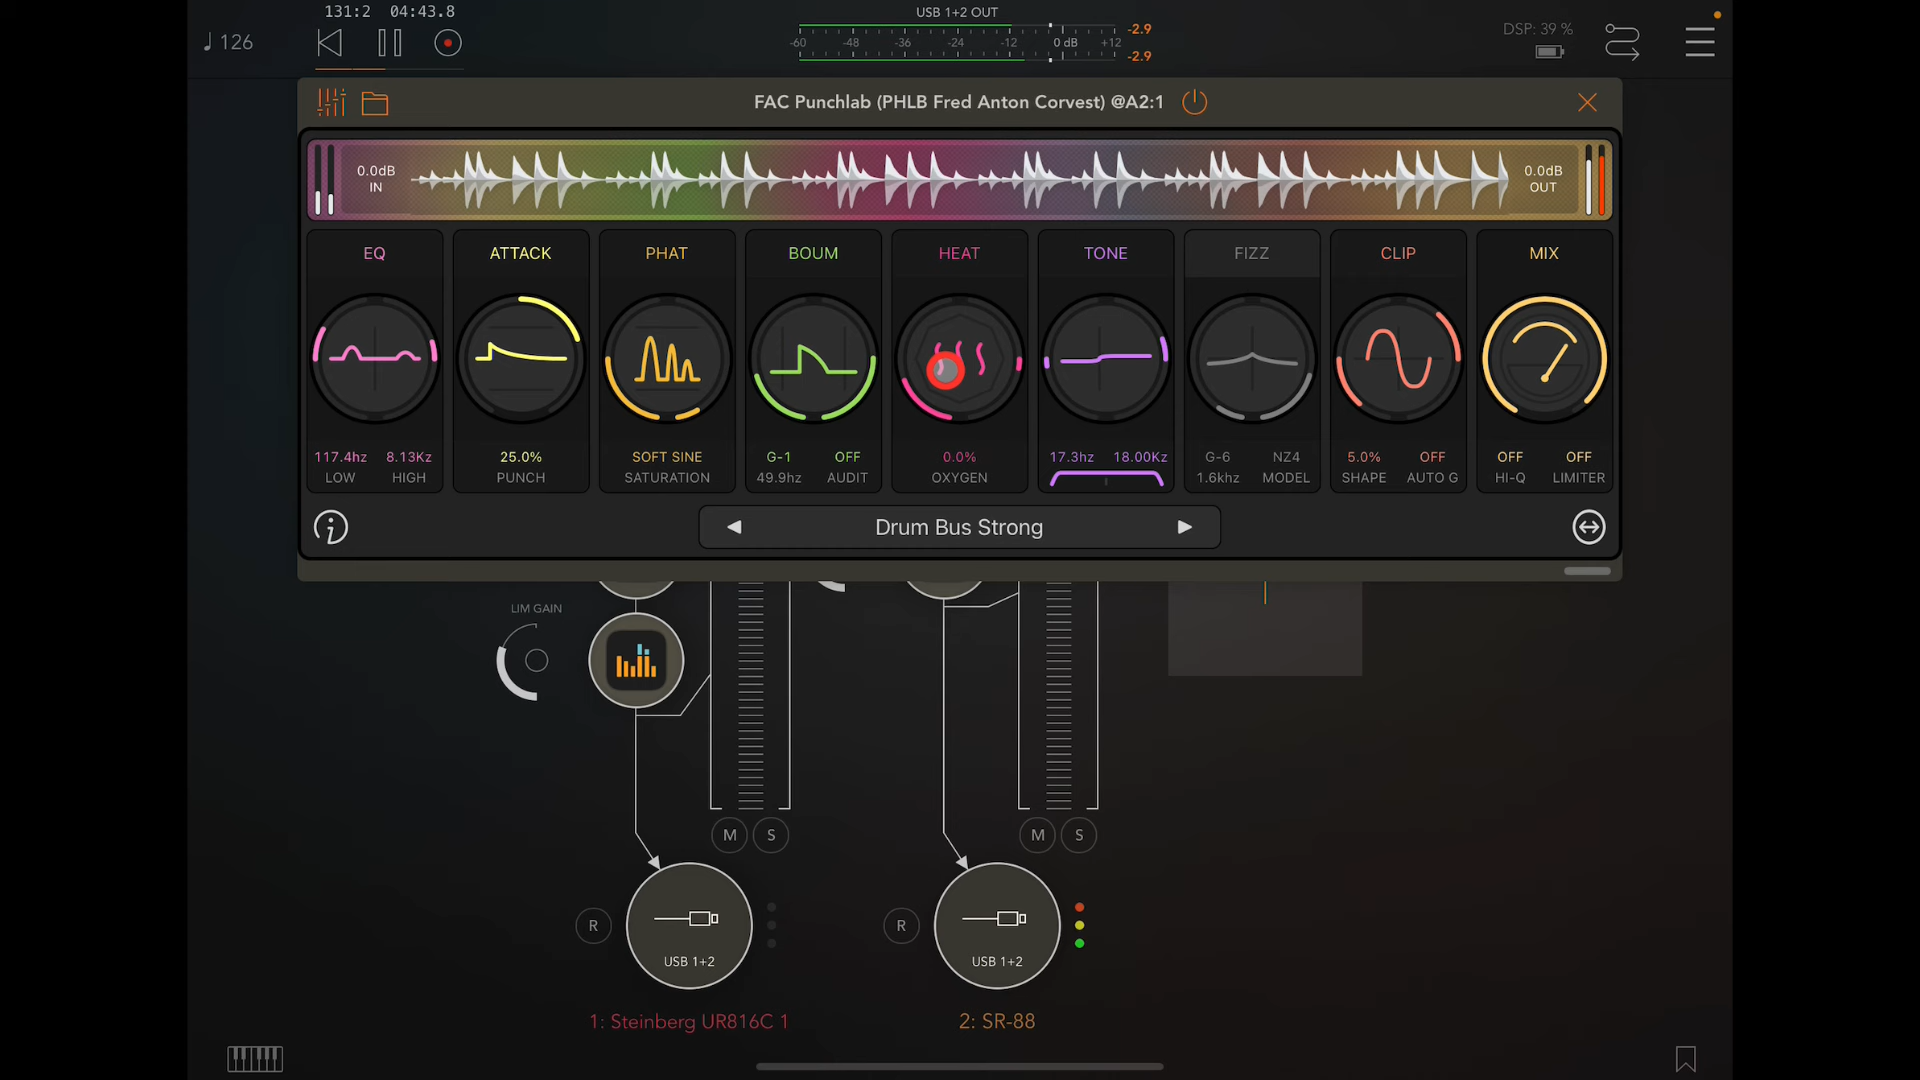 131:2 04:43.8
126
USB 1+2 OUT
-60 -48 -36 -24 -12 0 dB +12
-2.9
-2.9
DSP: 39 %
FAC Punchlab (PHLB Fred Anton Corvest) @A2:1
0.0dB
IN
0.0dB
OUT
EQ ATTACK PHAT BOUM HEAT TONE FIZZ CLIP MIX
117.4hz 8.13Kz 25.0% SOFT SINE G-1 OFF 0.0% 17.3hz 18.00Kz G-6 NZ4 5.0% OFF OFF OFF
LOW HIGH PUNCH SATURATION 49.9hz AUDIT OXYGEN 1.6khz MODEL SHAPE AUTO G HI-Q LIMITER
Drum Bus Strong
LIM GAIN
M S M S
R R
USB 1+2 USB 1+2
1: Steinberg UR816C 1 2: SR-88